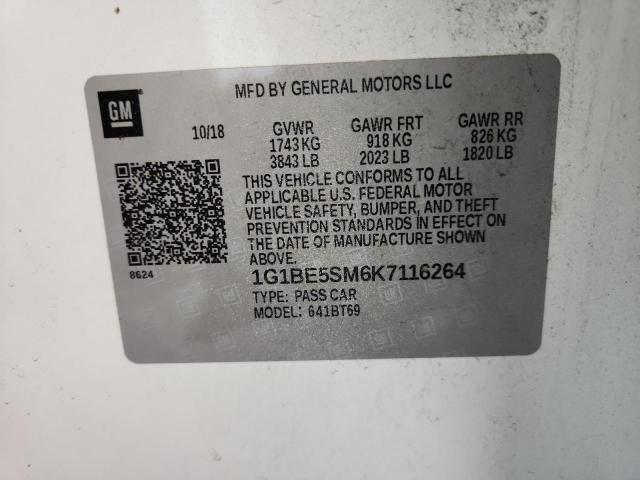 GM
MFD BY GENERAL MOTORS LLC
10/18 GVWR GAWR FRT GAWR RR
1743 KG 918 KG 826 KG
3843 LB 2023 LB 1820 LB
THIS VEHICLE CONFORMS TO ALL
APPLICABLE U.S. FEDERAL MOTOR
VEHICLE SAFETY, BUMPER, AND THEFT
PREVENTION STANDARDS IN EFFECT ON
THE DATE OF MANUFACTURE SHOWN
ABOVE.
8624
1G1BE5SM6K7116264
TYPE: PASS CAR
MODEL: 641BT69